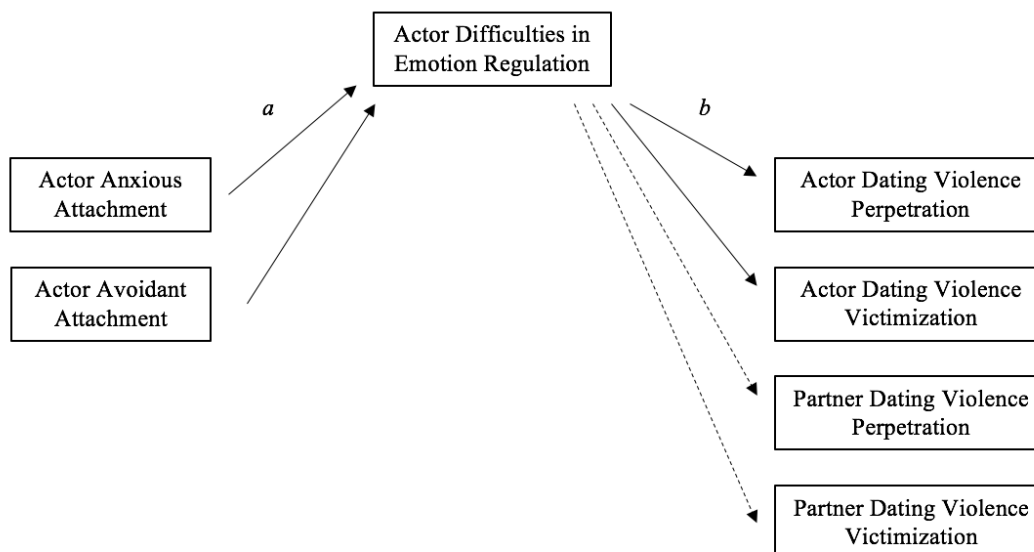 Actor Difficulties in
Emotion Regulation
a
b
Actor Anxious
Attachment
Actor Avoidant
Attachment
Actor Dating Violence
Perpetration
Actor Dating Violence
Victimization
Partner Dating Violence
Perpetration
Partner Dating Violence
Victimization